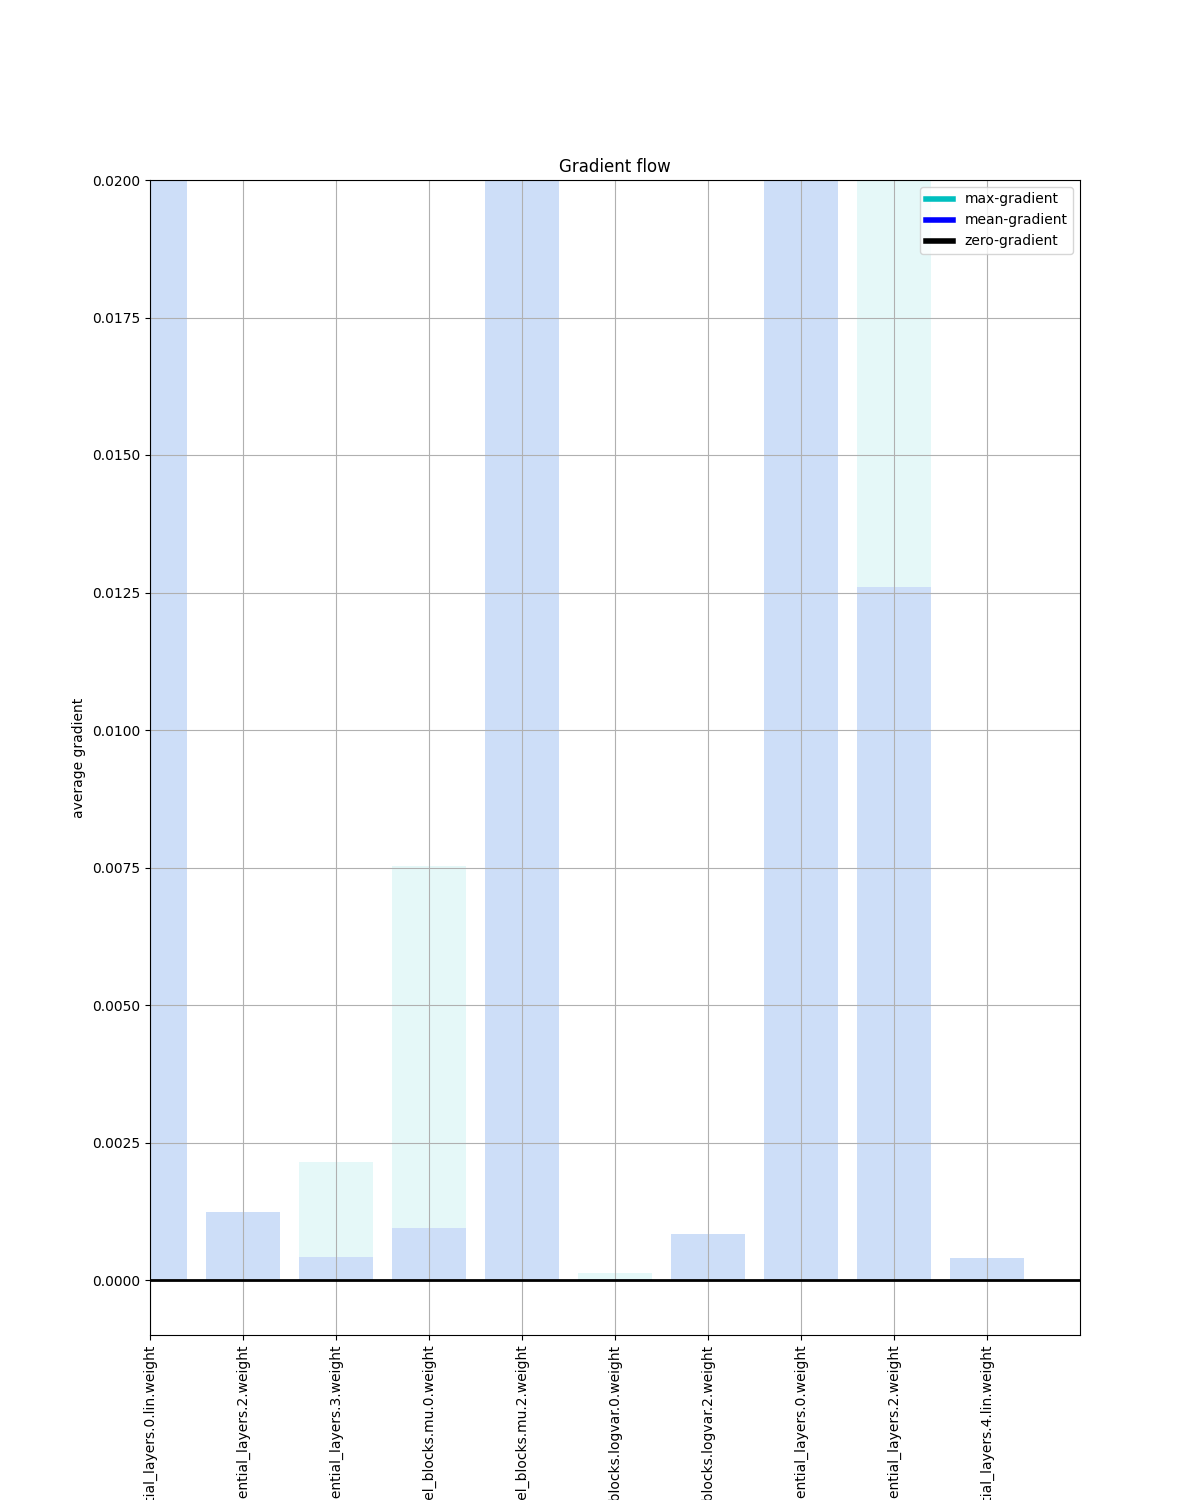 Gradient flow
max-gradient
mean-gradient
zero-gradient
average gradient
0.0200
0.0175
0.0150
0.0125
0.0100
0.0075
0.0050
0.0025
0.0000
tial_layers.0.lin.weight
ential_layers.2.weight
ential_layers.3.weight
el_blocks.mu.0.weight
el_blocks.mu.2.weight
blocks.logvar.0.weight
blocks.logvar.2.weight
ential_layers.0.weight
ential_layers.2.weight
tial_layers.4.lin.weight